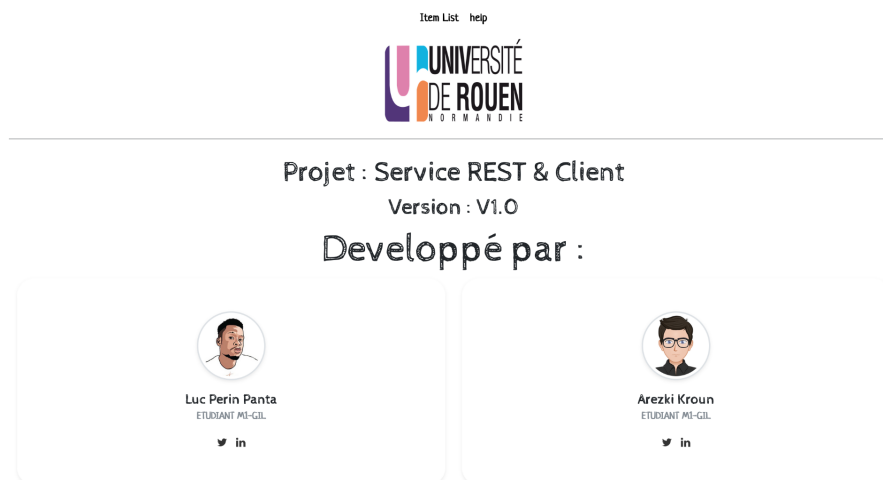 Item List help
UNIVERSITÉ
DE ROUEN
NORMANDIE
Projet : Service REST & Client
Version : V1.0
Developpé par :
Luc Perin Panta
ETUDIANT M1-GIL
Arezki Kroun
ETUDIANT M1-GIL